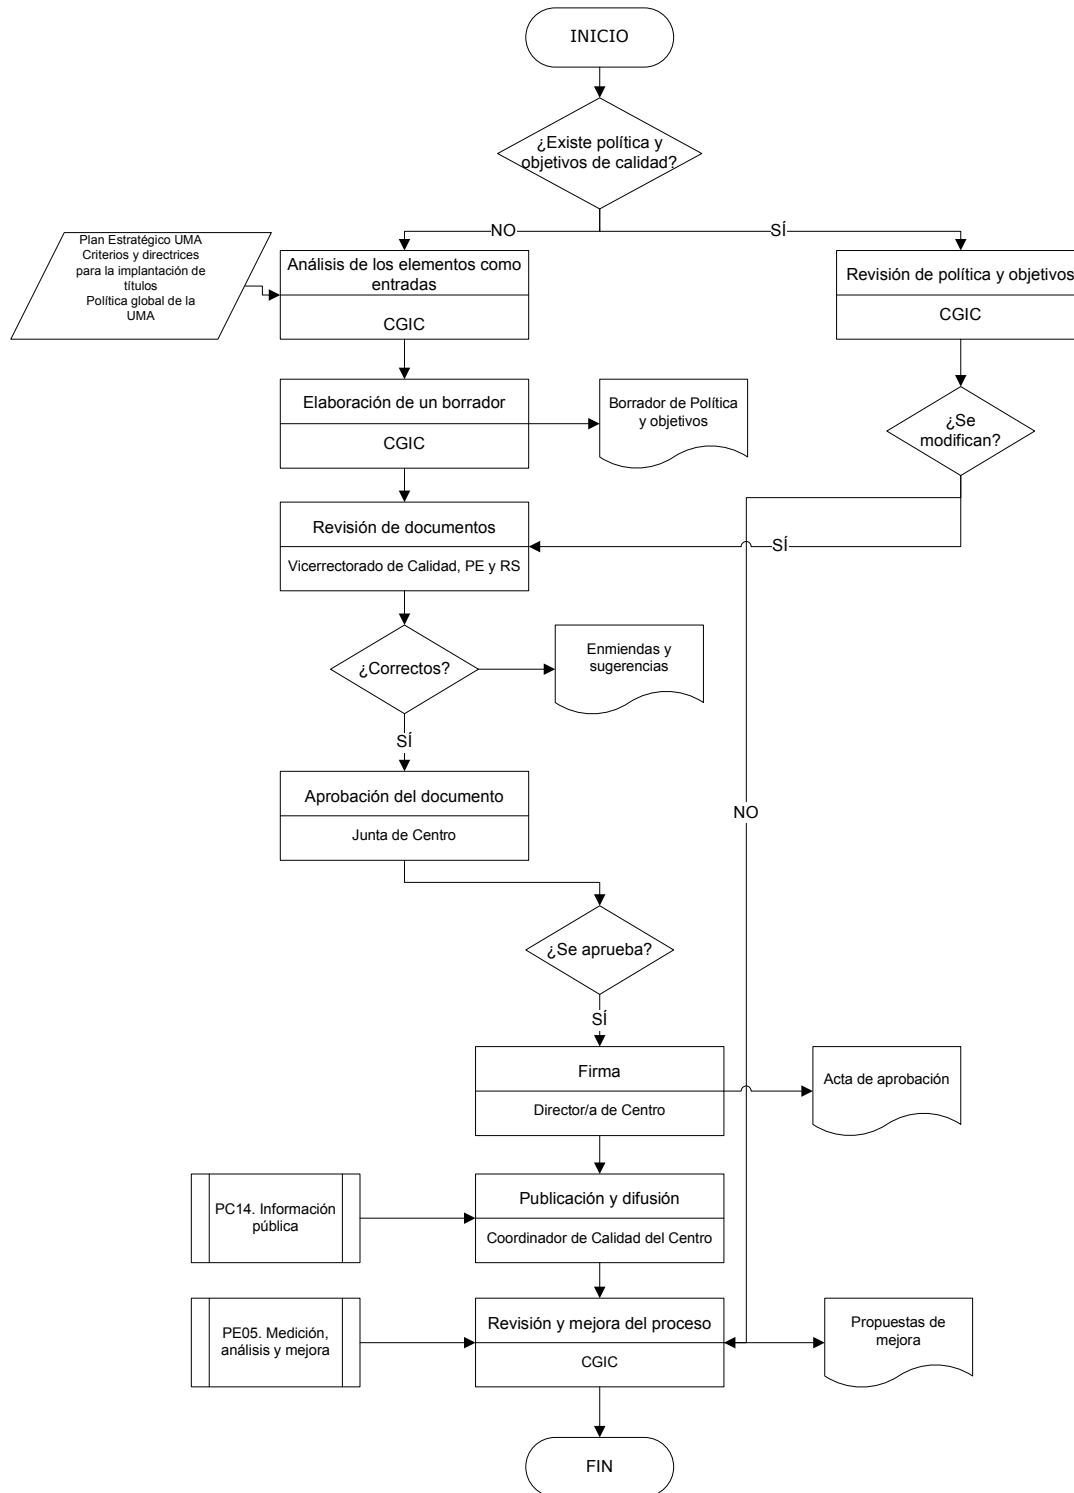 INICIO
¿Existe política y
objetivos de calidad?
NO
SÍ
Plan Estratégico UMA
Criterios y directrices
para la implantación de
títulos
Política global de la
UMA
Análisis de los elementos como
entradas
CGIC
Revisión de política y objetivos
CGIC
Elaboración de un borrador
CGIC
Borrador de Política
y objetivos
¿Se
modifican?
Revisión de documentos
Vicerrectorado de Calidad, PE y RS
SÍ
¿Correctos?
Enmiendas y
sugerencias
SÍ
Aprobación del documento
Junta de Centro
NO
¿Se aprueba?
SÍ
Firma
Director/a de Centro
Acta de aprobación
PC14. Información
pública
Publicación y difusión
Coordinador de Calidad del Centro
PE05. Medición,
análisis y mejora
Revisión y mejora del proceso
CGIC
Propuestas de
mejora
FIN